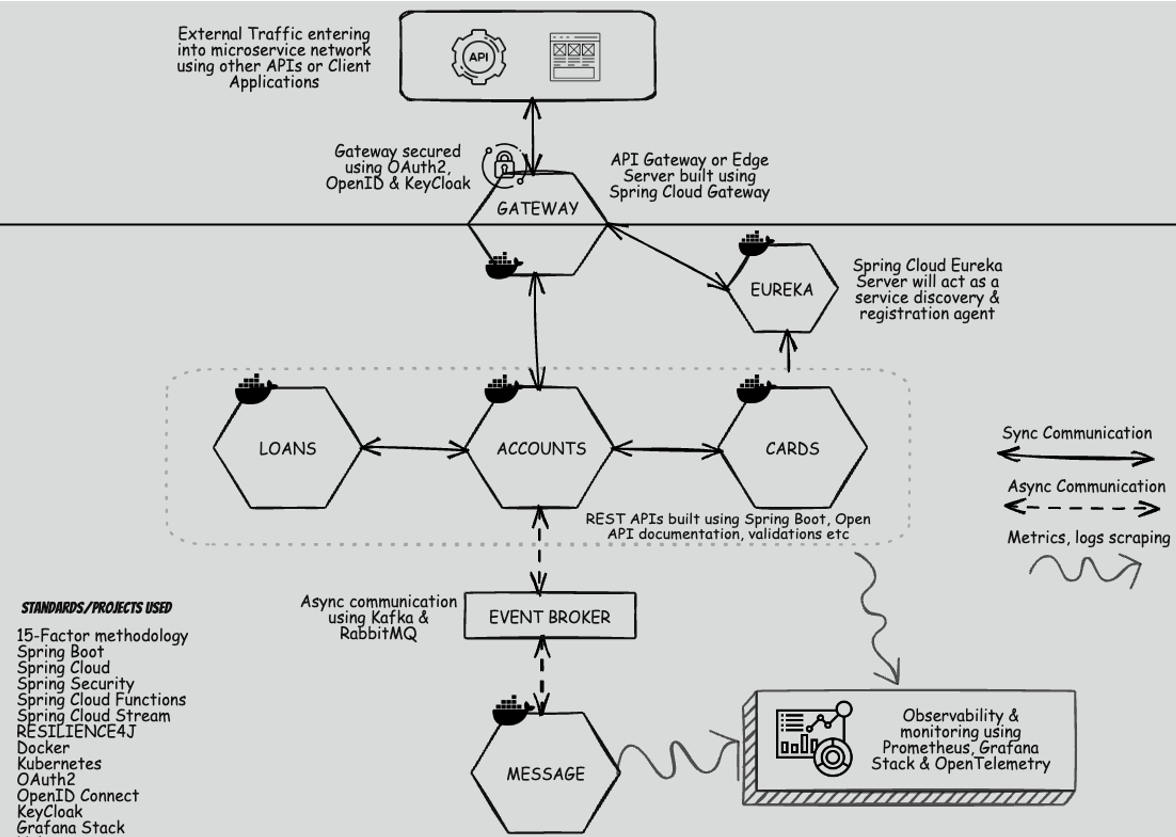 External Traffic entering
into microservice network
using other APIs or Client
Applications
API
Gateway secured
using OAuth2,
OpenID & KeyCloak
API Gateway or Edge
Server built using
Spring Cloud Gateway
GATEWAY
EUREKA
Spring Cloud Eureka
Server will act as a
service discovery &
registration agent
LOANS
ACCOUNTS
CARDS
REST APIs built using Spring Boot, Open
API documentation, validations etc
Sync Communication
Async Communication
Metrics, logs scraping
Async communication
using Kafka &
RabbitMQ
EVENT BROKER
MESSAGE
Observability &
monitoring using
Prometheus, Grafana
Stack & OpenTelemetry
STANDARDS/PROJECTS USED
15-Factor methodology
Spring Boot
Spring Cloud
Spring Security
Spring Cloud Functions
Spring Cloud Stream
RESILIENCE4J
Docker
Kubernetes
OAuth2
OpenID Connect
KeyCloak
Grafana Stack